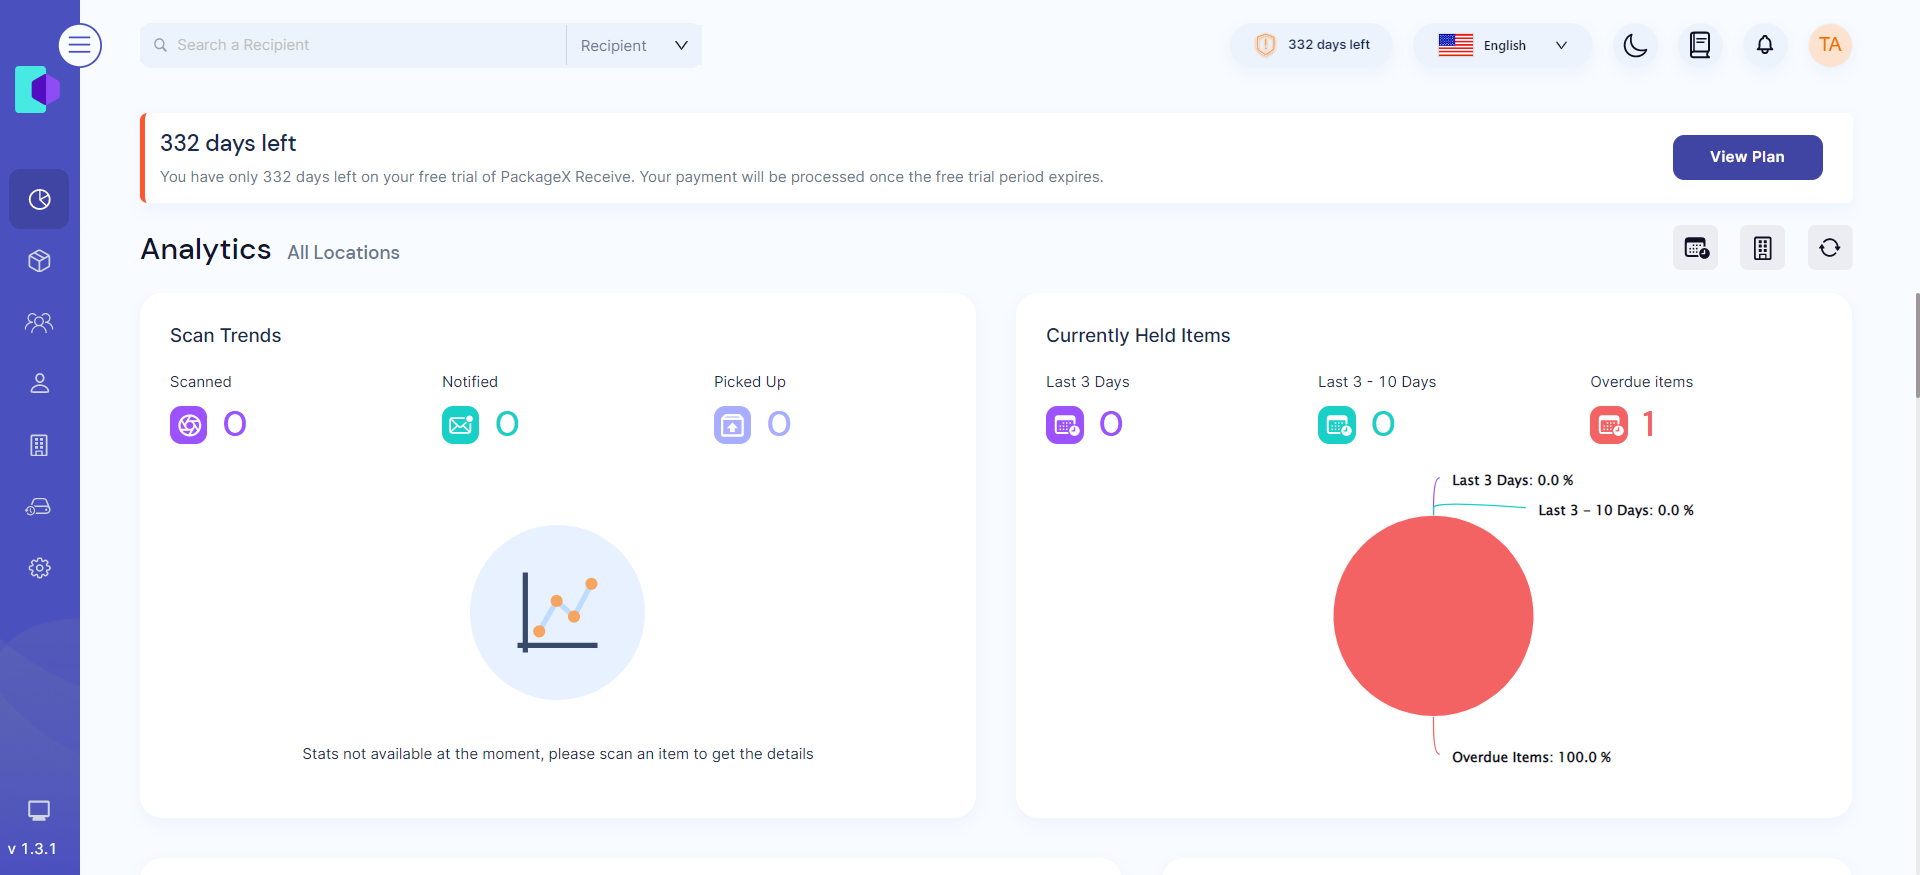 Search a Recipient
Recipient
332 days left
English
TA
332 days left
You have only 332 days left on your free trial of PackageX Receive. Your payment will be processed once the free trial period expires.
View Plan
Analytics All Locations
Scan Trends
Scanned Notified Picked Up
0 0 0
Stats not available at the moment, please scan an item to get the details
Currently Held Items
Last 3 Days Last 3 - 10 Days Overdue items
0 0 1
Last 3 Days: 0.0 %
Last 3 - 10 Days: 0.0 %
Overdue Items: 100.0 %
v 1.3.1